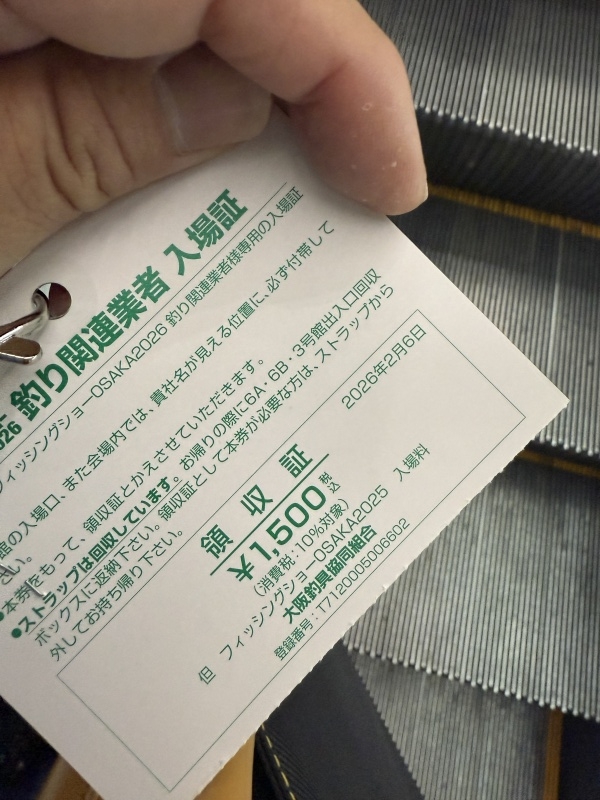 釣り関連業者 入場証
フィッシングショーOSAKA2026 釣り関連業者様専用の入場証
館の入場口、また会場内では、貴社名が見える位置に、必ず付帯して
さい。
●本券をもって、領収証とかえさせていただきます。
●ストラップは回収しています。お帰りの際に6A・6B・3号館出入口回収
ボックスに返納下さい。領収証として本券が必要な方は、ストラップから
外してお持ち帰り下さい。
2026年2月6日
領収証
¥1,500税込
(消費税:10%対象)
但 フィッシングショーOSAKA2025 入場料
大阪釣具協同組合
登録番号:T7120005006602